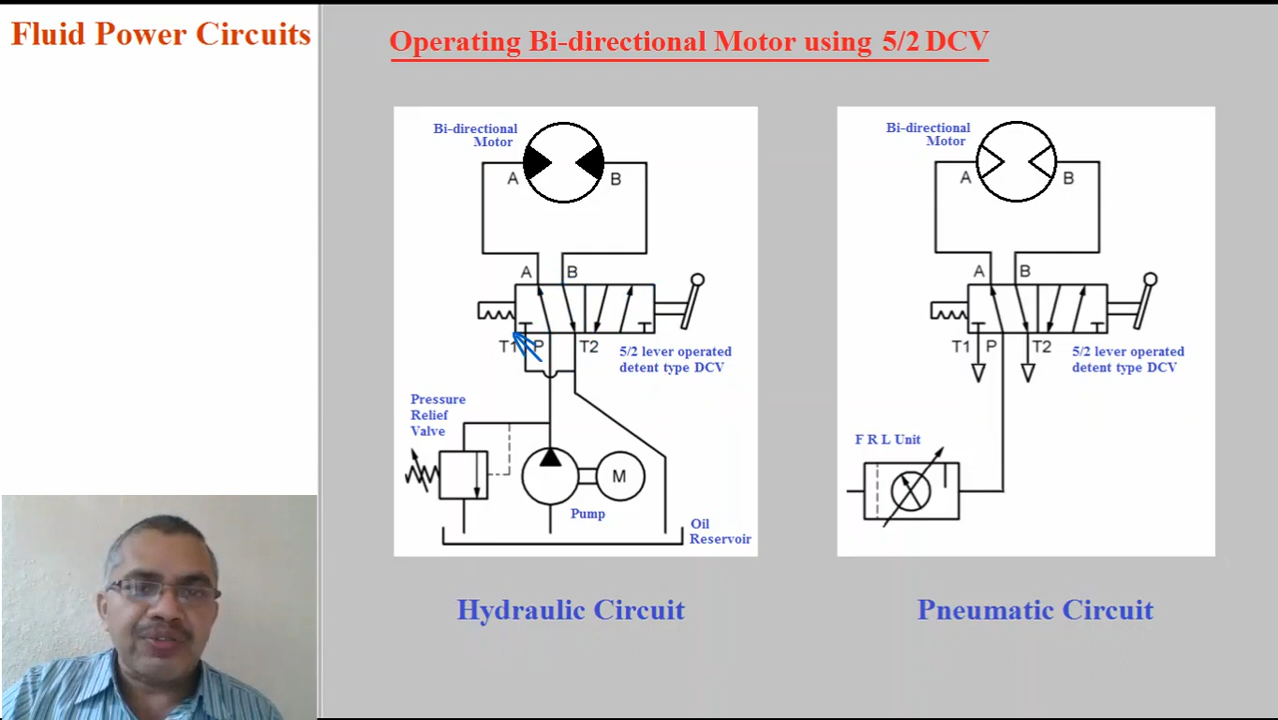 Fluid Power Circuits
Operating Bi-directional Motor using 5/2 DCV
Bi-directional
Motor
A
B
A
B
T1
P
T2
5/2 lever operated
detent type DCV
Pressure
Relief
Valve
M
Pump
Oil
Reservoir
Hydraulic Circuit
Bi-directional
Motor
A
B
A
B
T1
P
T2
5/2 lever operated
detent type DCV
F R L Unit
Pneumatic Circuit